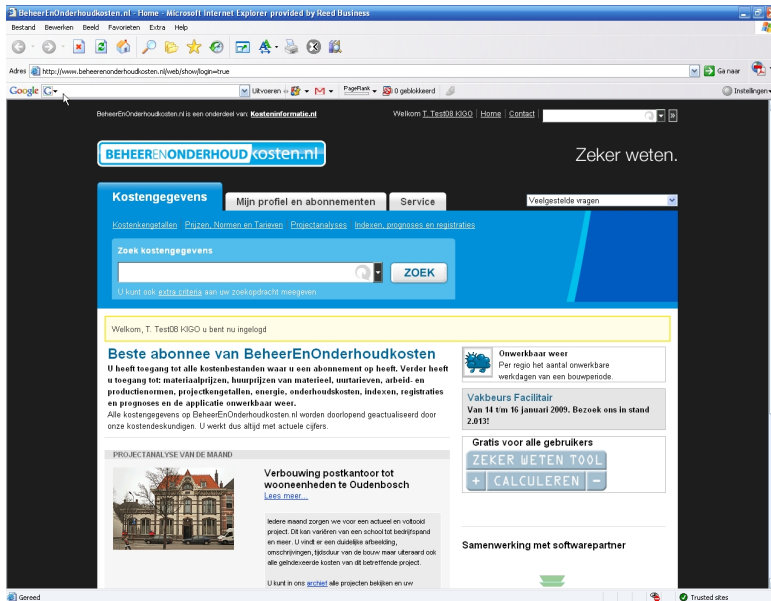 BeheerEnOnderhoudkosten.nl - Home - Microsoft Internet Explorer provided by Reed Business
Bestand Bewerken Beeld Favorieten Extra Help
Adres http://www.beheerenonderhoudkosten.nl/web/show/login=true Ga naar
Google G Uitvoeren PageRank 0 geblokkeerd Instellingen
BeheerEnOnderhoudkosten.nl is een onderdeel van: Kosteninformatie.nl
Welkom T. Test08 KIGO | Home | Contact |
BEHEERENONDERHOUD kosten.nl
Zeker weten.
Kostengegevens Mijn profiel en abonnementen Service Veelgestelde vragen
Kostenkengetallen Prijzen, Normen en Tarieven Projectanalyses Indexen, prognoses en registraties
Zoek kostengegevens
ZOEK
U kunt ook extra criteria aan uw zoekopdracht meegeven
Welkom, T. Test08 KIGO u bent nu ingelogd
Beste abonnee van BeheerEnOnderhoudkosten
U heeft toegang tot alle kostenbestanden waar u een abonnement op heeft. Verder heeft
u toegang tot: materiaalprijzen, huurprijzen van materieel, uurtarieven, arbeid- en
productienormen, projectkengetallen, energie, onderhoudskosten, indexen, registraties
en prognoses en de applicatie onwerkbaar weer.
Alle kostengegevens op BeheerEnOnderhoudkosten.nl worden doorlopend geactualiseerd door
onze kostendeskundigen. U werkt dus altijd met actuele cijfers.
PROJECTANALYSE VAN DE MAAND
Verbouwing postkantoor tot
wooneenheden te Oudenbosch
Lees meer...
Iedere maand zorgen we voor een actueel en voltooid
project. Dit kan variëren van een school tot bedrijfspand
en meer. U vindt er een duidelijke afbeelding,
omschrijvingen, tijdsduur van de bouw maar uiteraard ook
alle geïndexeerde kosten van dit betreffende project.
U kunt in ons archief alle projecten bekijken en uw
Onwerkbaar weer
Per regio het aantal onwerkbare
werkdagen van een bouwperiode.
Vakbeurs Facilitair
Van 14 t/m 16 januari 2009. Bezoek ons in stand
2.013!
Gratis voor alle gebruikers
ZEKER WETEN TOOL
+ CALCULEREN -
Samenwerking met softwarepartner
Gereed Trusted sites